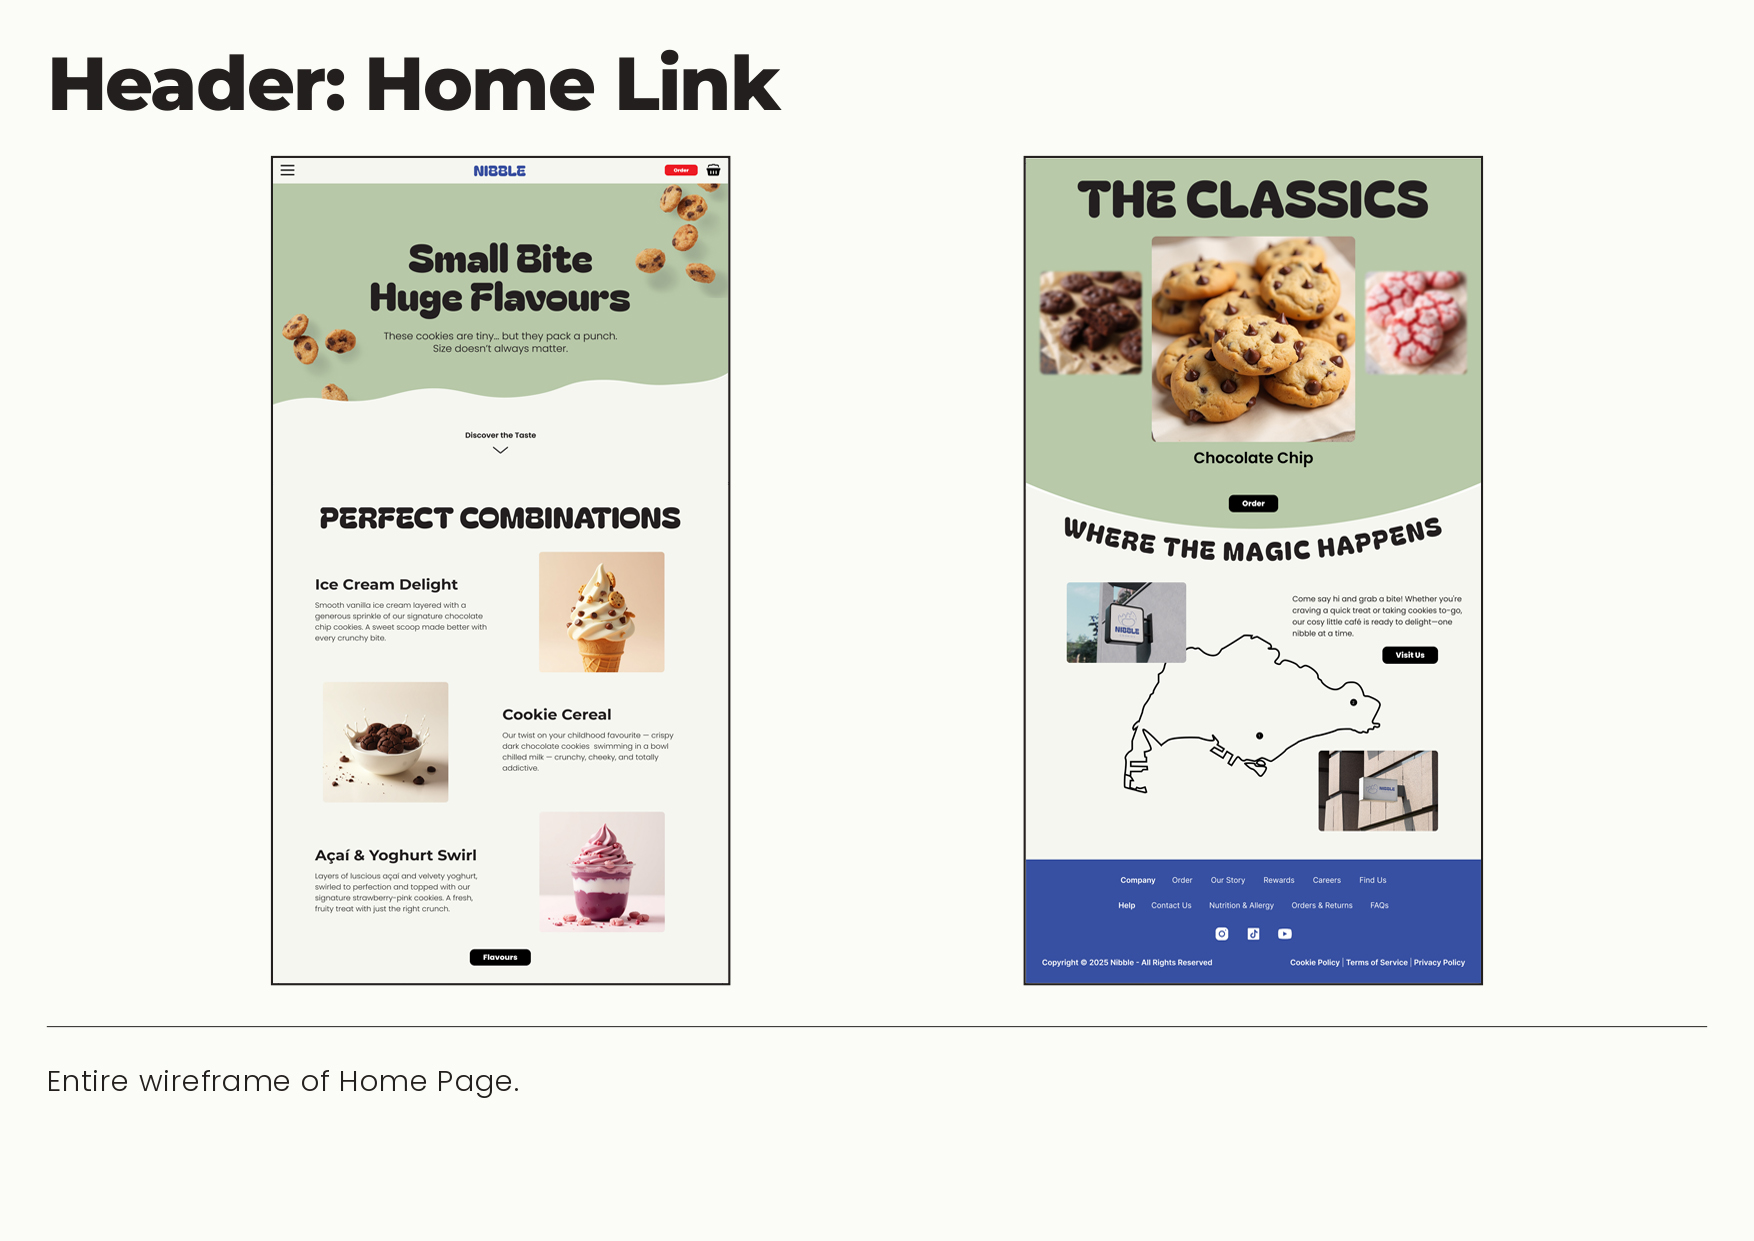 Header: Home Link
NIBBLE
Order
Small Bite
Huge Flavours
These cookies are tiny... but they pack a punch.
Size doesn't always matter.
Discover the Taste
PERFECT COMBINATIONS
Ice Cream Delight
Smooth vanilla ice cream layered with a
generous sprinkle of our signature chocolate
chip cookies. A sweet scoop made better with
every crunchy bite.
Cookie Cereal
Our twist on your childhood favourite — crispy
dark chocolate cookies swimming in a bowl
chilled milk — crunchy, cheeky, and totally
addictive.
Açaí & Yoghurt Swirl
Layers of luscious açaí and velvety yoghurt,
swirled to perfection and topped with our
signature strawberry-pink cookies. A fresh,
fruity treat with just the right crunch.
Flavours
THE CLASSICS
Chocolate Chip
Order
WHERE THE MAGIC HAPPENS
NIBBLE
Come say hi and grab a bite! Whether you're
craving a quick treat or taking cookies to-go,
our cosy little café is ready to delight—one
nibble at a time.
Visit Us
NIBBLE
Company Order Our Story Rewards Careers Find Us
Help Contact Us Nutrition & Allergy Orders & Returns FAQs
Copyright © 2025 Nibble - All Rights Reserved
Cookie Policy | Terms of Service | Privacy Policy
Entire wireframe of Home Page.